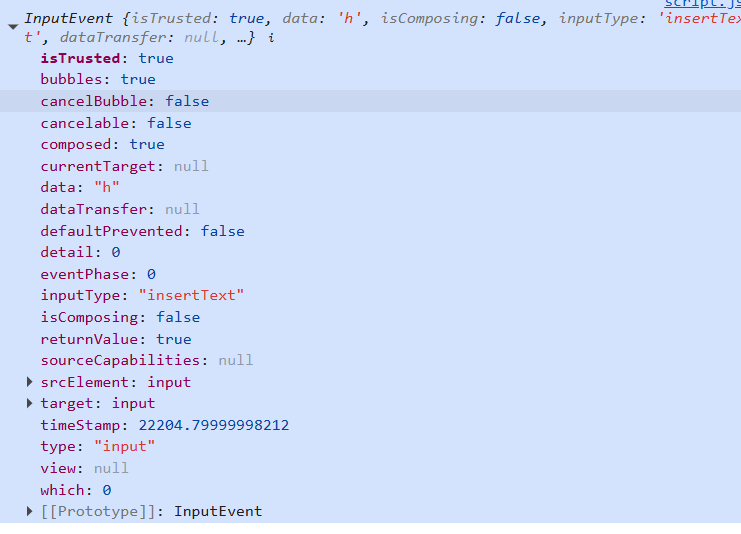 script.js
InputEvent {isTrusted: true, data: 'h', isComposing: false, inputType: 'insertTex
t', dataTransfer: null, …} i
isTrusted: true
bubbles: true
cancelBubble: false
cancelable: false
composed: true
currentTarget: null
data: "h"
dataTransfer: null
defaultPrevented: false
detail: 0
eventPhase: 0
inputType: "insertText"
isComposing: false
returnValue: true
sourceCapabilities: null
srcElement: input
target: input
timeStamp: 22204.79999998212
type: "input"
view: null
which: 0
[[Prototype]]: InputEvent